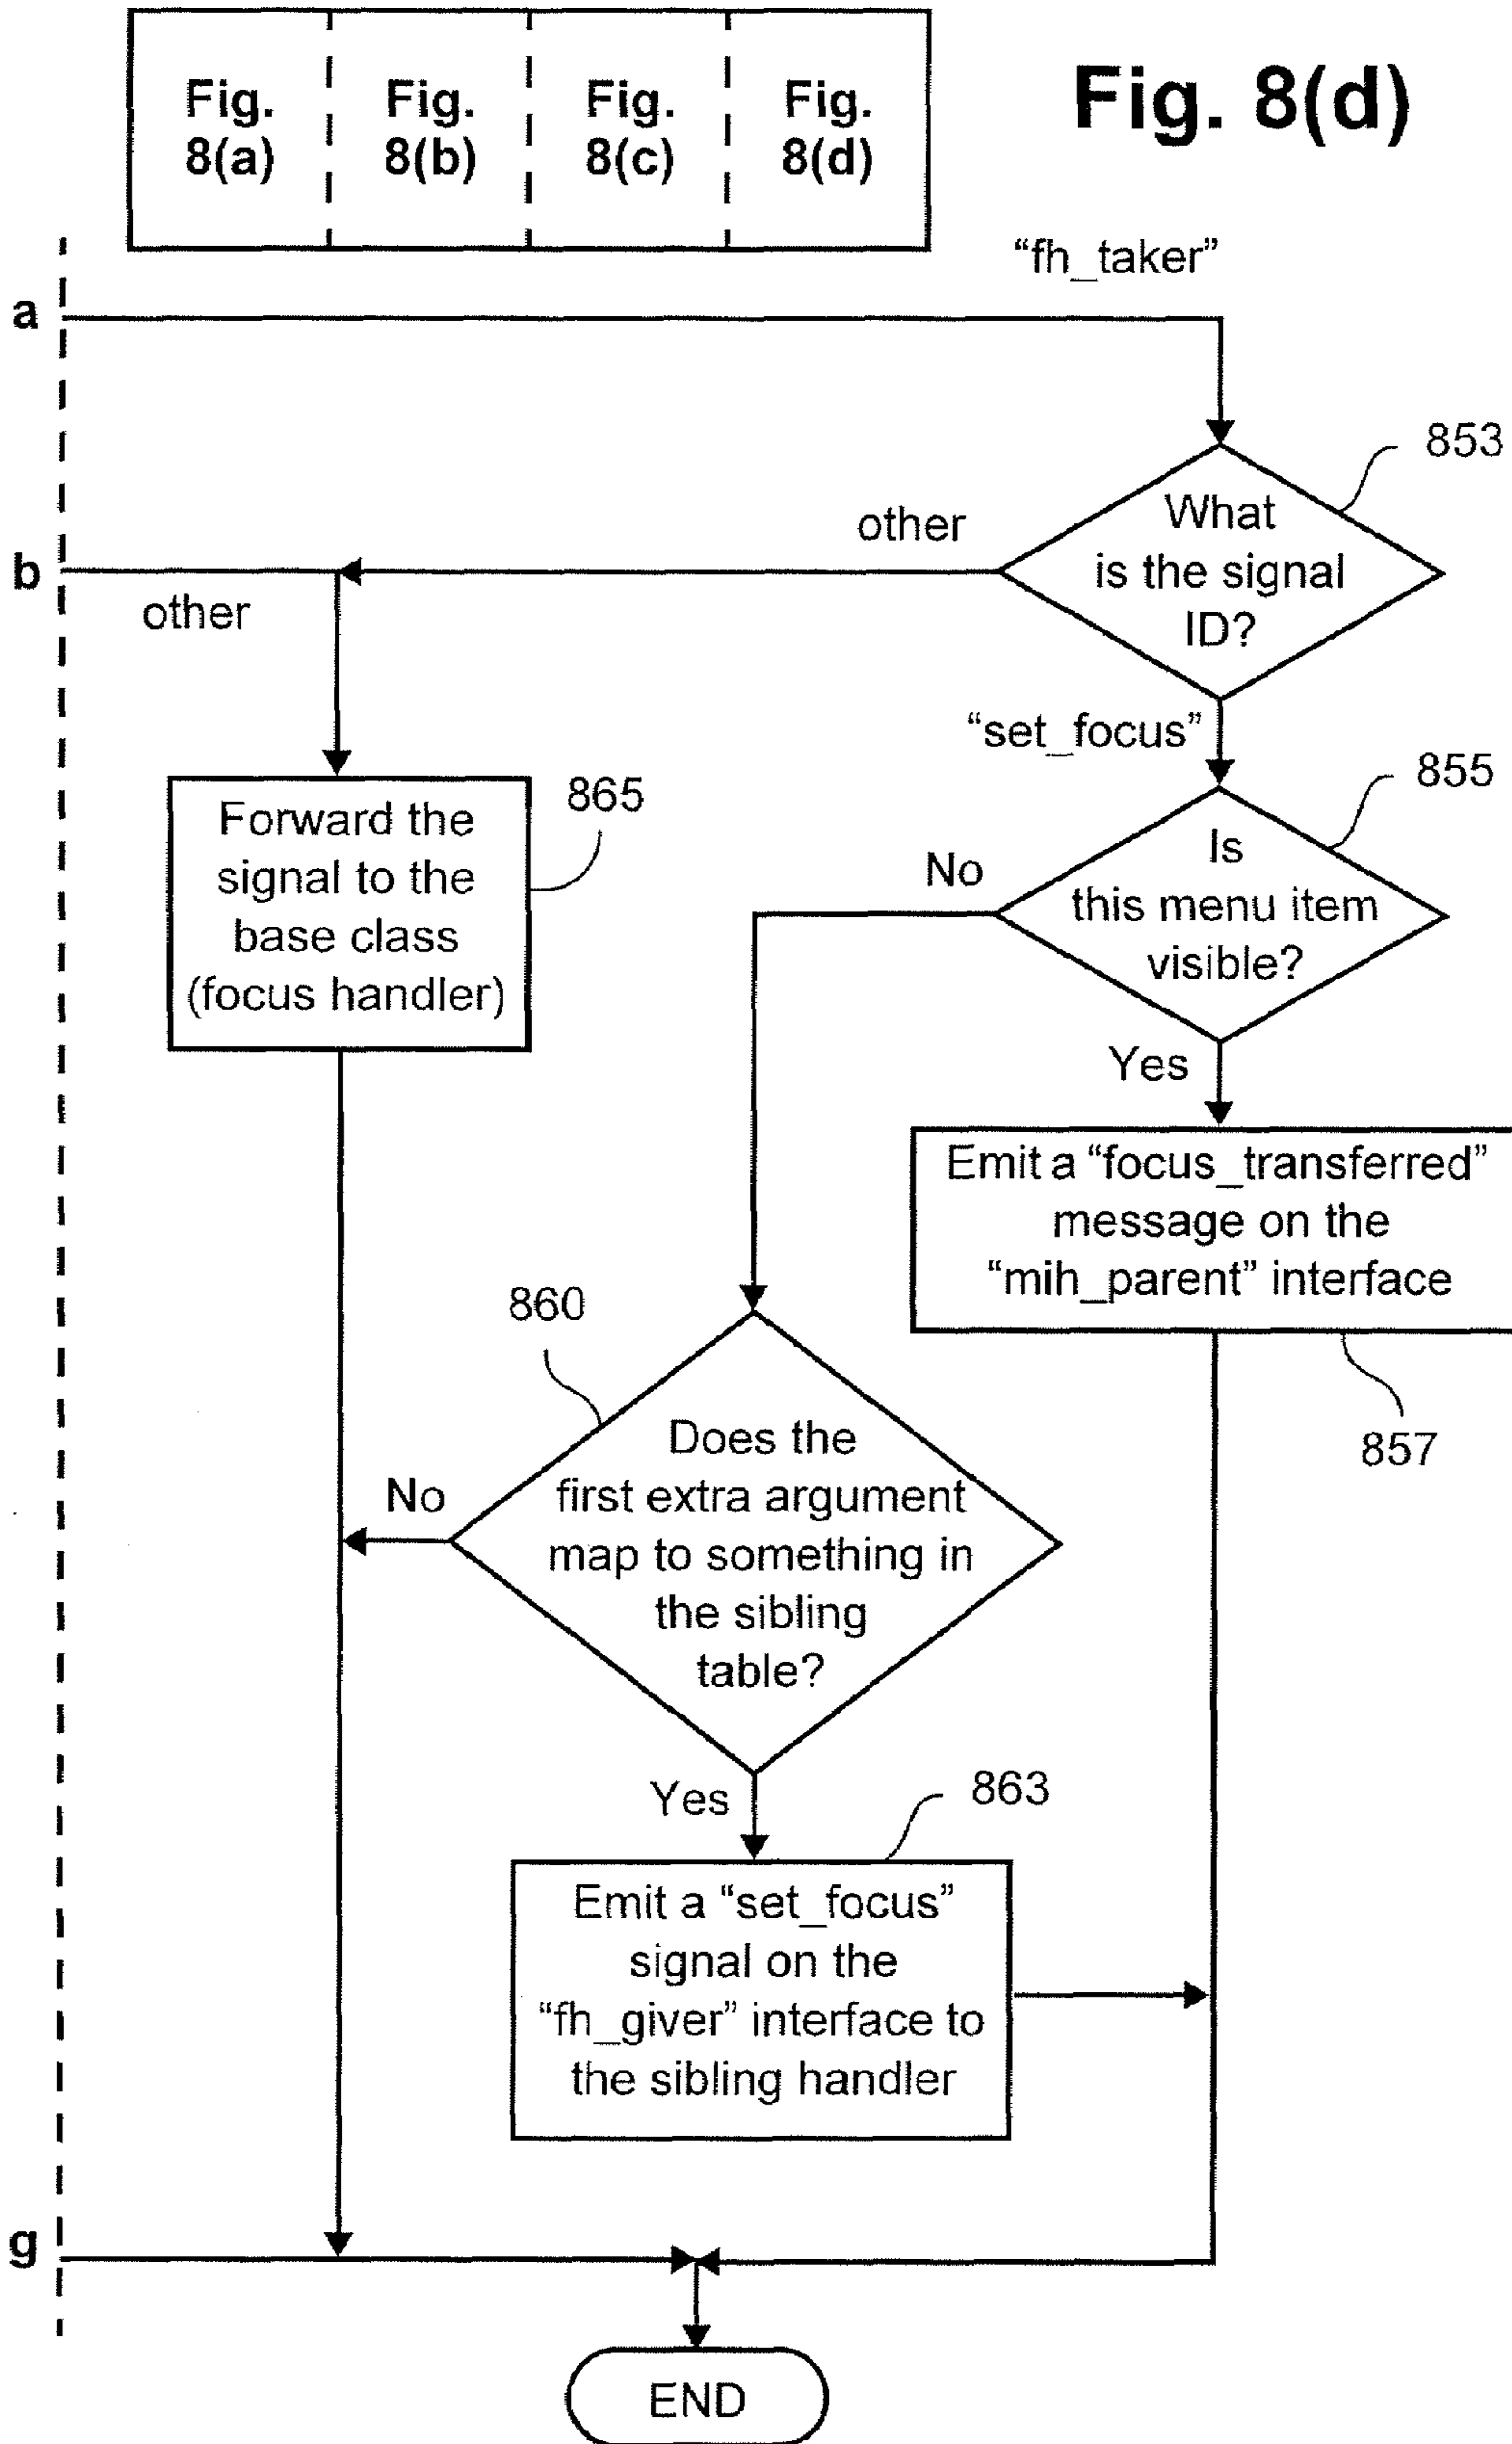 Fig. 8(a)
Fig. 8(b)
Fig. 8(c)
Fig. 8(d)
Fig. 8(d)
"fh_taker"
a
853
What
is the signal
ID?
other
b
other
"set_focus"
855
Is
this menu item
visible?
No
865
Forward the
signal to the
base class
(focus handler)
Yes
Emit a "focus_transferred"
message on the
"mih_parent" interface
857
860
Does the
first extra argument
map to something in
the sibling
table?
No
Yes
863
Emit a "set_focus"
signal on the
"fh_giver" interface to
the sibling handler
g
END